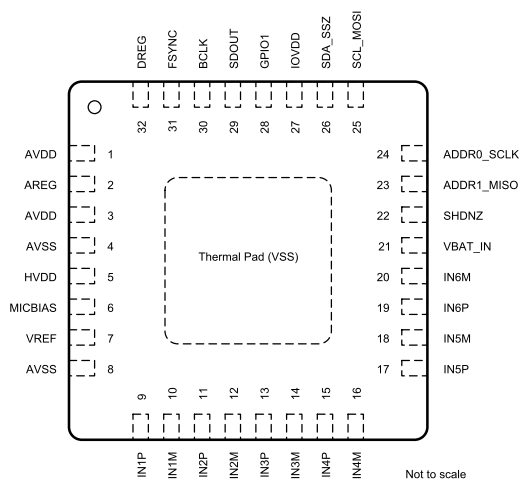 DREG FSYNC BCLK SDOUT GPIO1 IOVDD SDA_SSZ SCL_MOSI
32 31 30 29 28 27 26 25
AVDD 1 24 ADDR0_SCLK
AREG 2 23 ADDR1_MISO
AVDD 3 22 SHDNZ
AVSS 4 21 VBAT_IN
Thermal Pad (VSS)
HVDD 5 20 IN6M
MICBIAS 6 19 IN6P
VREF 7 18 IN5M
AVSS 8 17 IN5P
9 10 11 12 13 14 15 16
IN1P IN1M IN2P IN2M IN3P IN3M IN4P IN4M
Not to scale